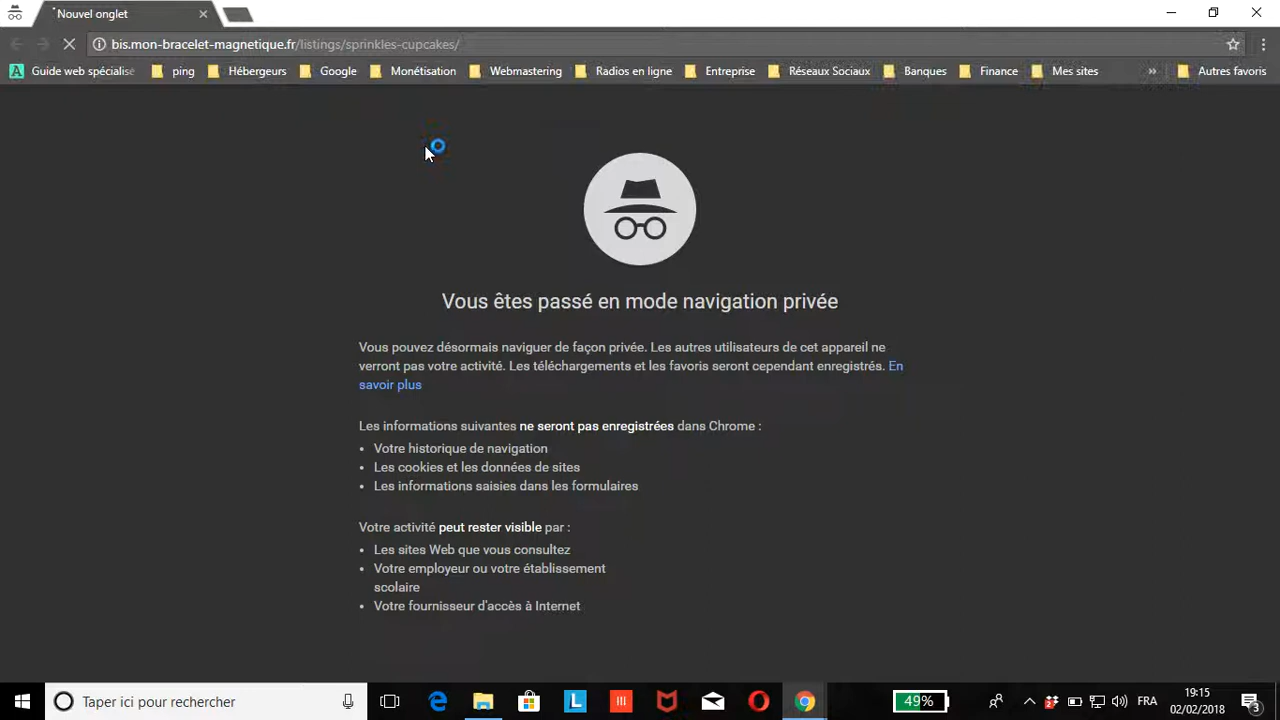 Nouvel onglet
bis.mon-bracelet-magnetique.fr/listings/sprinkles-cupcakes/
A Guide web spécialisé ping Hébergeurs Google Monétisation Webmastering Radios en ligne Entreprise Réseaux Sociaux Banques Finance Mes sites » Autres favoris
Vous êtes passé en mode navigation privée
Vous pouvez désormais naviguer de façon privée. Les autres utilisateurs de cet appareil ne
verront pas votre activité. Les téléchargements et les favoris seront cependant enregistrés. En
savoir plus
Les informations suivantes ne seront pas enregistrées dans Chrome :
• Votre historique de navigation
• Les cookies et les données de sites
• Les informations saisies dans les formulaires
Votre activité peut rester visible par :
• Les sites Web que vous consultez
• Votre employeur ou votre établissement
scolaire
• Votre fournisseur d'accès à Internet
Taper ici pour rechercher L 49% FRA 19:15
02/02/2018 3